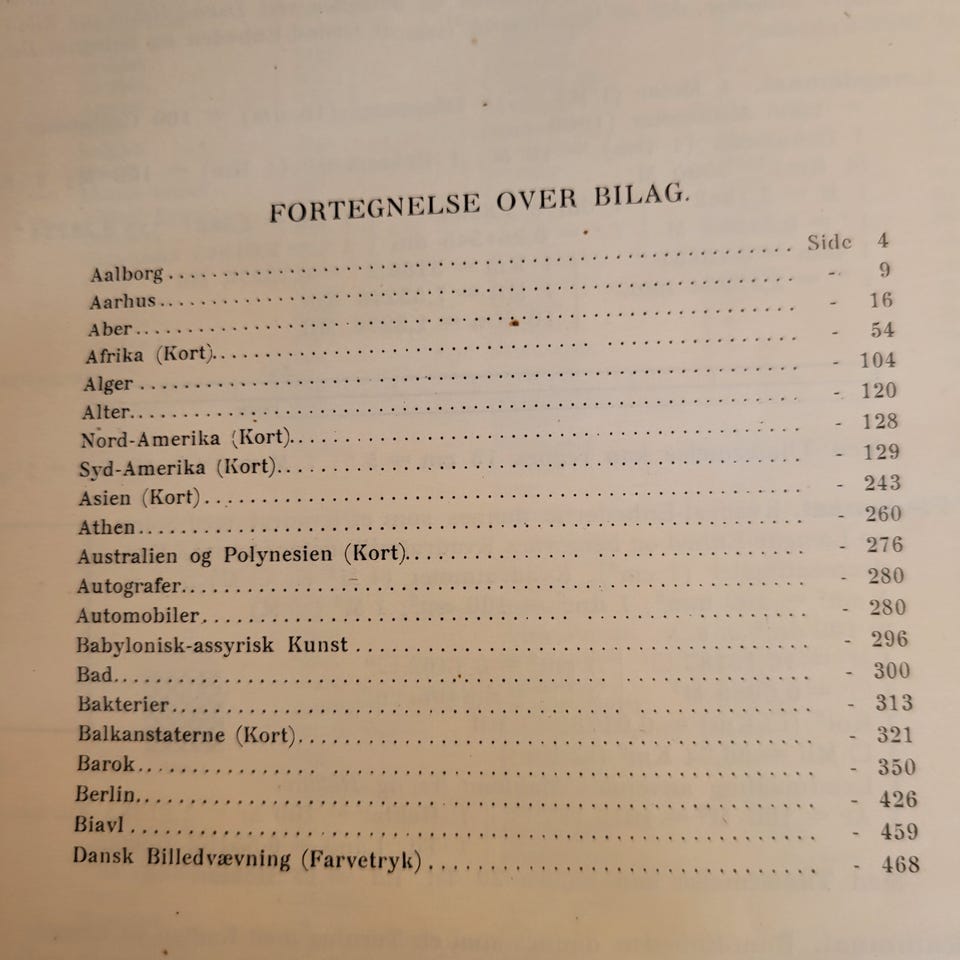 FORTEGNELSE OVER BILAG.
Aalborg ........ Side 4
Aarhus ........ - 9
Aber ........ - 16
Afrika (Kort) ........ - 54
Alger ........ - 104
Alter ........ - 120
Nord-Amerika (Kort) ........ - 128
Syd-Amerika (Kort) ........ - 129
Asien (Kort) ........ - 243
Athen ........ - 260
Australien og Polynesien (Kort) ........ - 276
Autografer ........ - 280
Automobiler ........ - 280
Babylonisk-assyrisk Kunst ........ - 296
Bad ........ - 300
Bakterier ........ - 313
Balkanstaterne (Kort) ........ - 321
Barok ........ - 350
Berlin ........ - 426
Biavl ........ - 459
Dansk Billedvævning (Farvetryk) ........ - 468